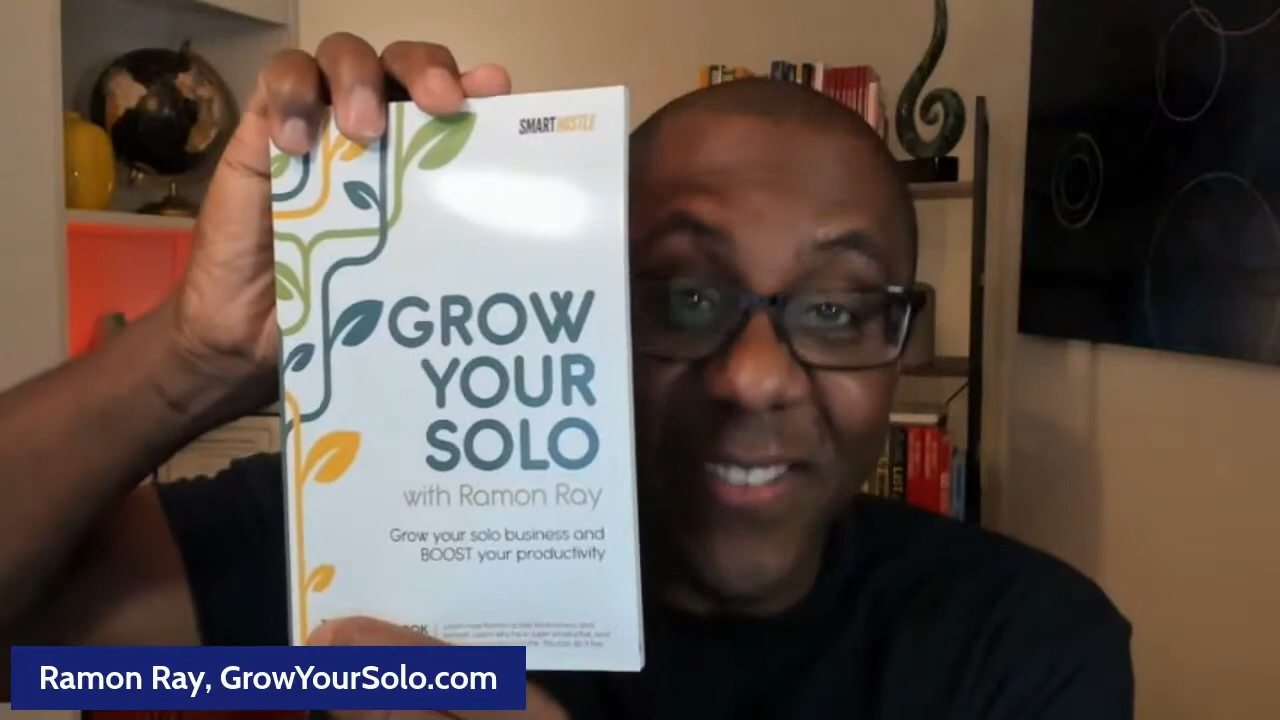 SMART HUSTLE
GROW
YOUR
SOLO
with Ramon Ray
Grow your solo business and
BOOST your productivity
Ramon Ray, GrowYourSolo.com